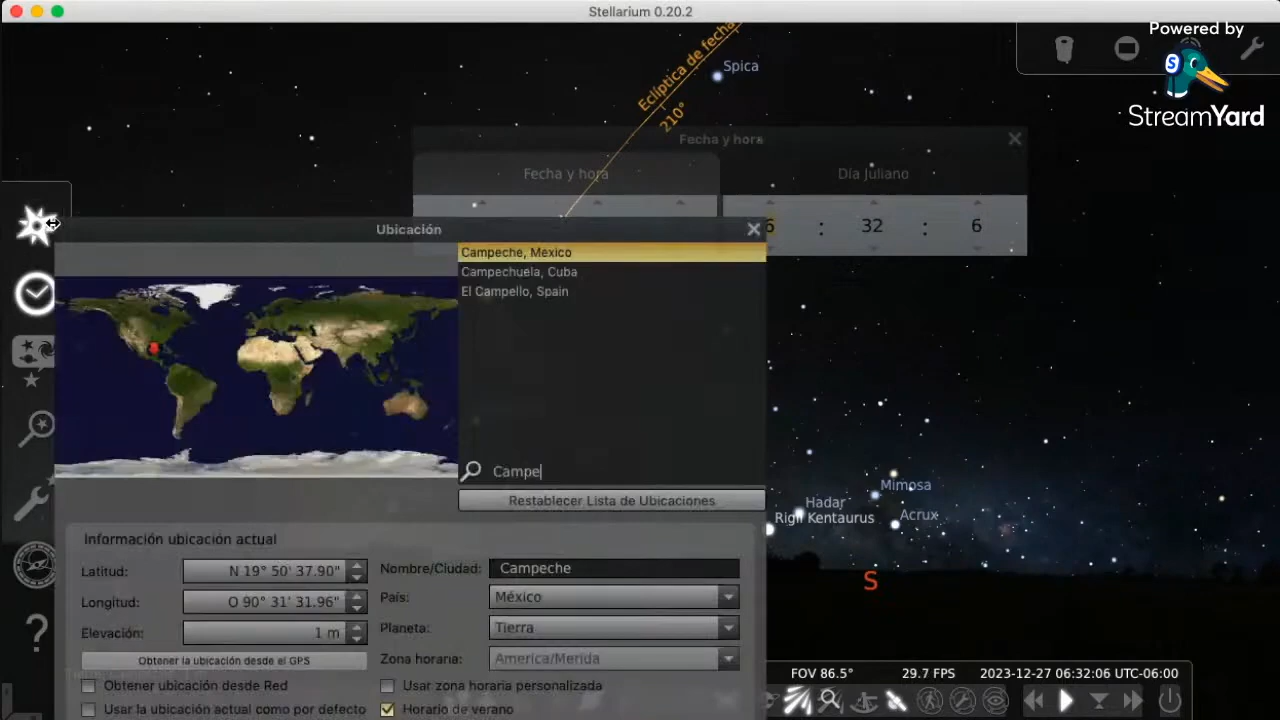 Stellarium 0.20.2
Powered by
StreamYard
Spica
Eclíptica de fecha
210°
Fecha y hora
Fecha y hora
Día Juliano
6 : 32 : 6
Ubicación
Campeche, Mexico
Campechuela, Cuba
El Campello, Spain
Campe
Restablecer Lista de Ubicaciones
Mimosa
Hadar
Rigil Kentaurus
Acrux
S
Información ubicación actual
Latitud:
N 19° 50' 37.90"
Nombre/Ciudad:
Campeche
Longitud:
O 90° 31' 31.96"
País:
México
Elevación:
1 m
Planeta:
Tierra
Obtener la ubicación desde el GPS
Zona horaria:
America/Merida
Obtener ubicación desde Red
Usar zona horaria personalizada
Usar la ubicación actual como por defecto
Horario de verano
FOV 86.5°
29.7 FPS
2023-12-27 06:32:06 UTC-06:00